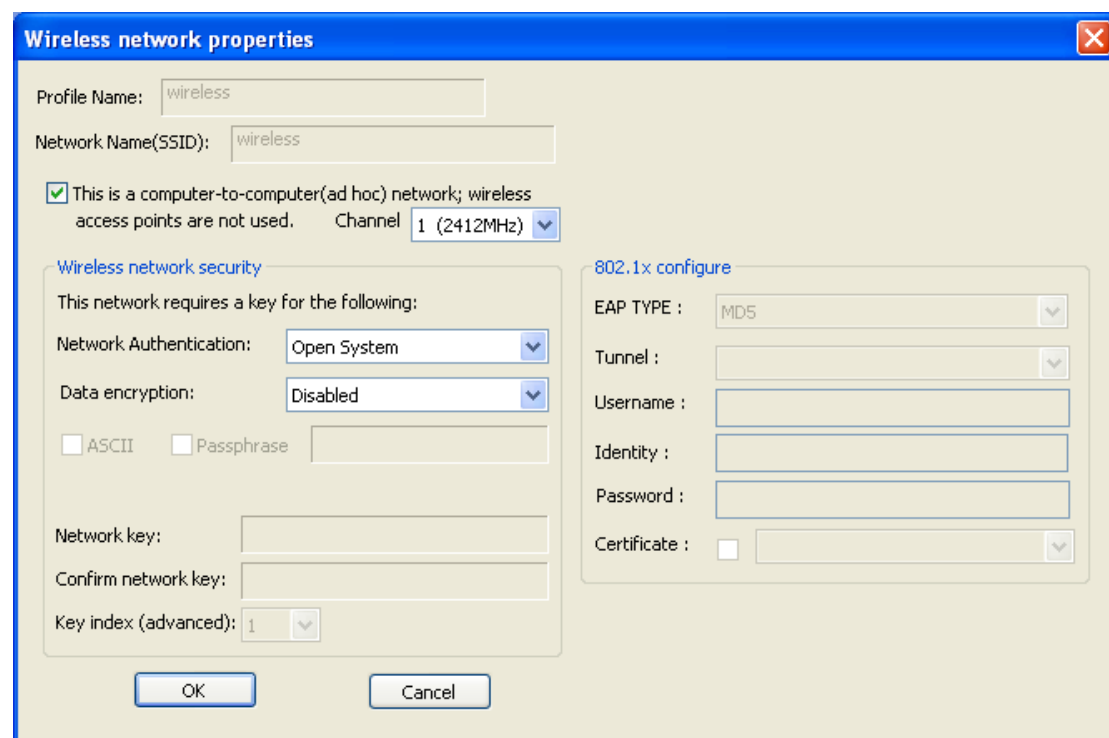 Wireless network properties
Profile Name: wireless
Network Name(SSID): wireless
This is a computer-to-computer(ad hoc) network; wireless
access points are not used. Channel 1 (2412MHz)
Wireless network security
This network requires a key for the following:
Network Authentication: Open System
Data encryption: Disabled
ASCII Passphrase
Network key:
Confirm network key:
Key index (advanced): 1
802.1x configure
EAP TYPE : MD5
Tunnel :
Username :
Identity :
Password :
Certificate :
OK Cancel